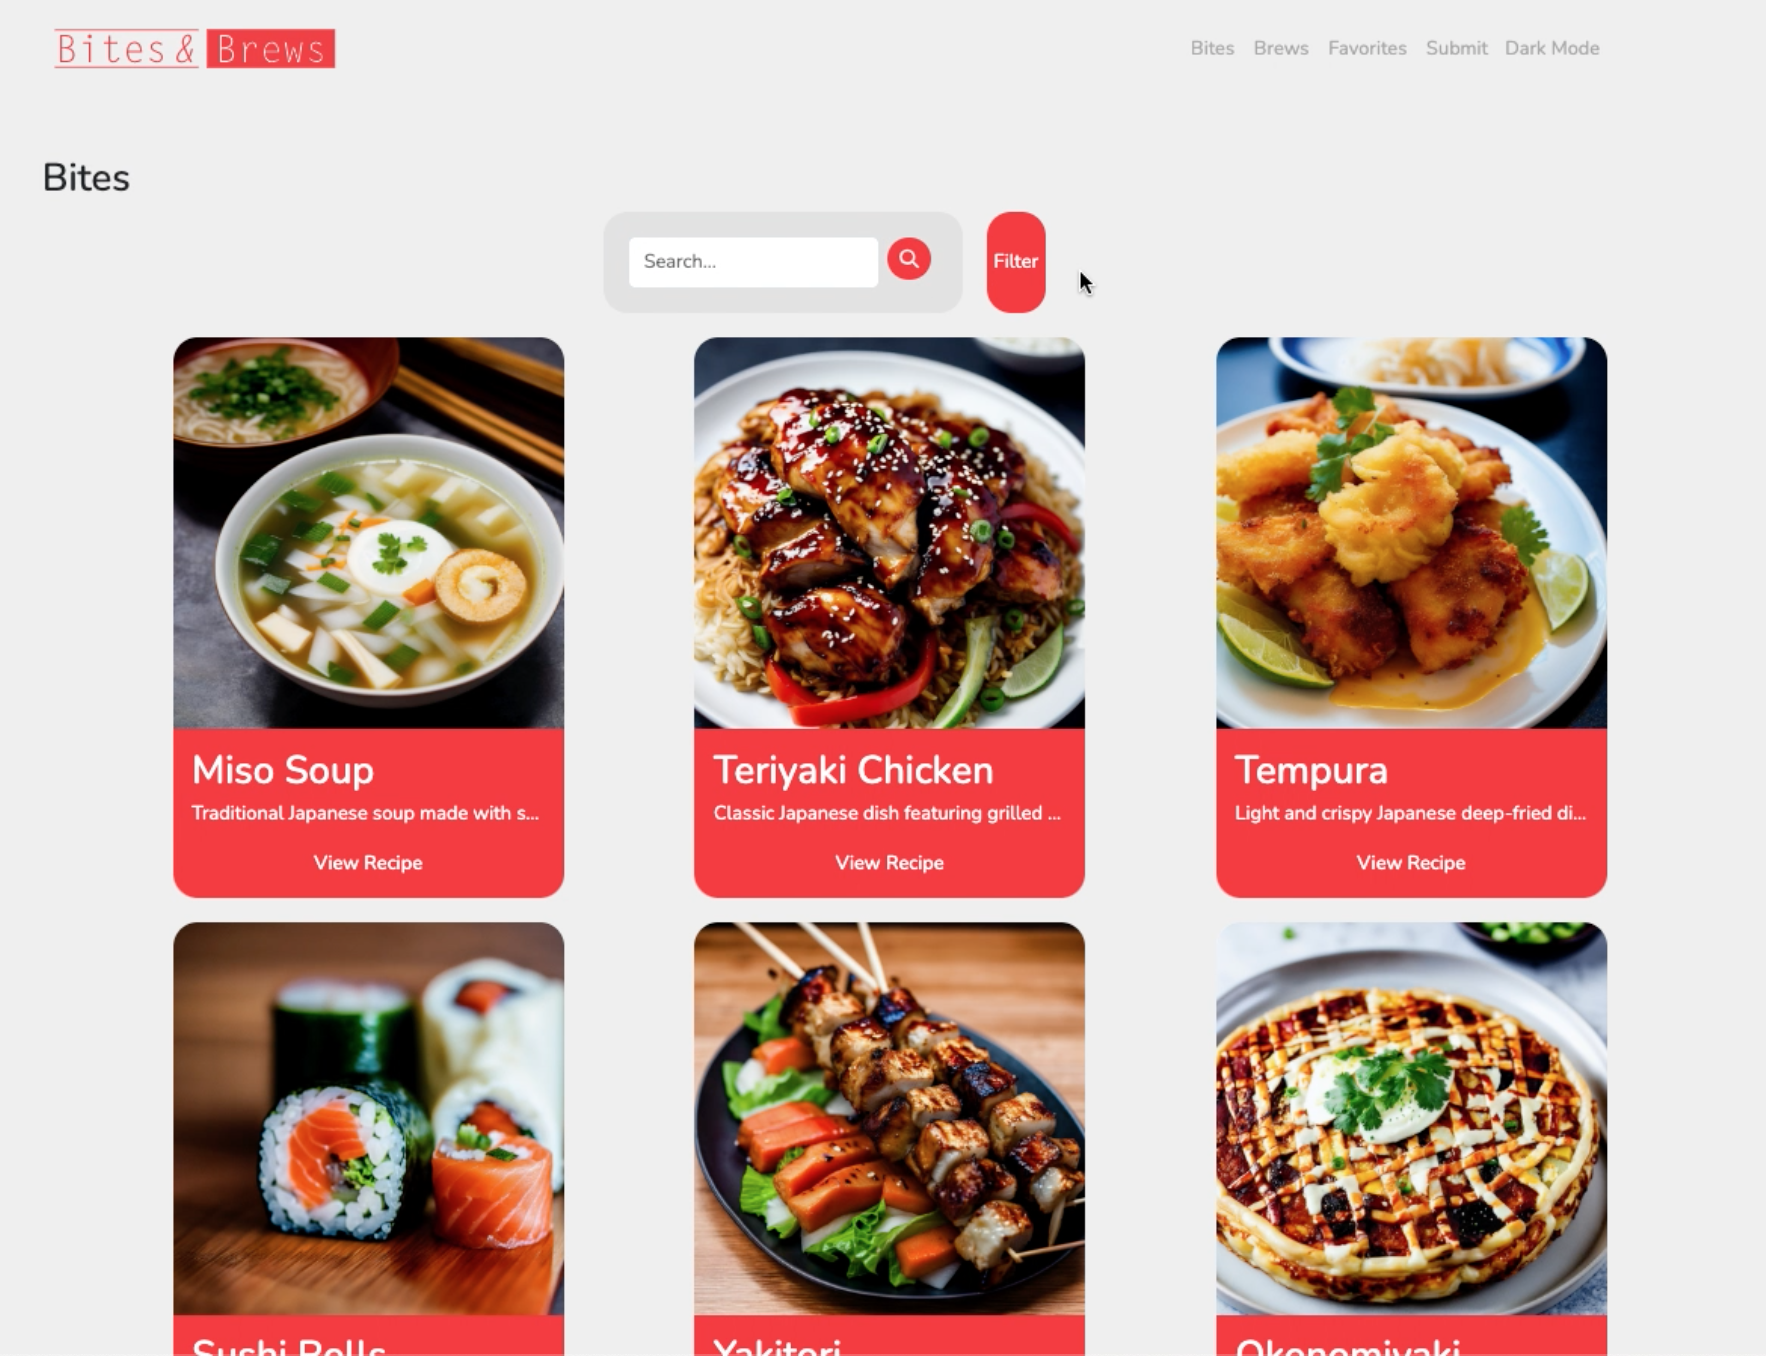 Bites & Brews
Bites Brews Favorites Submit Dark Mode
Bites
Search...
Filter
Miso Soup
Traditional Japanese soup made with s...
View Recipe
Teriyaki Chicken
Classic Japanese dish featuring grilled ...
View Recipe
Tempura
Light and crispy Japanese deep-fried di...
View Recipe
Sushi Rolls
Yakitori
Okonomiyaki